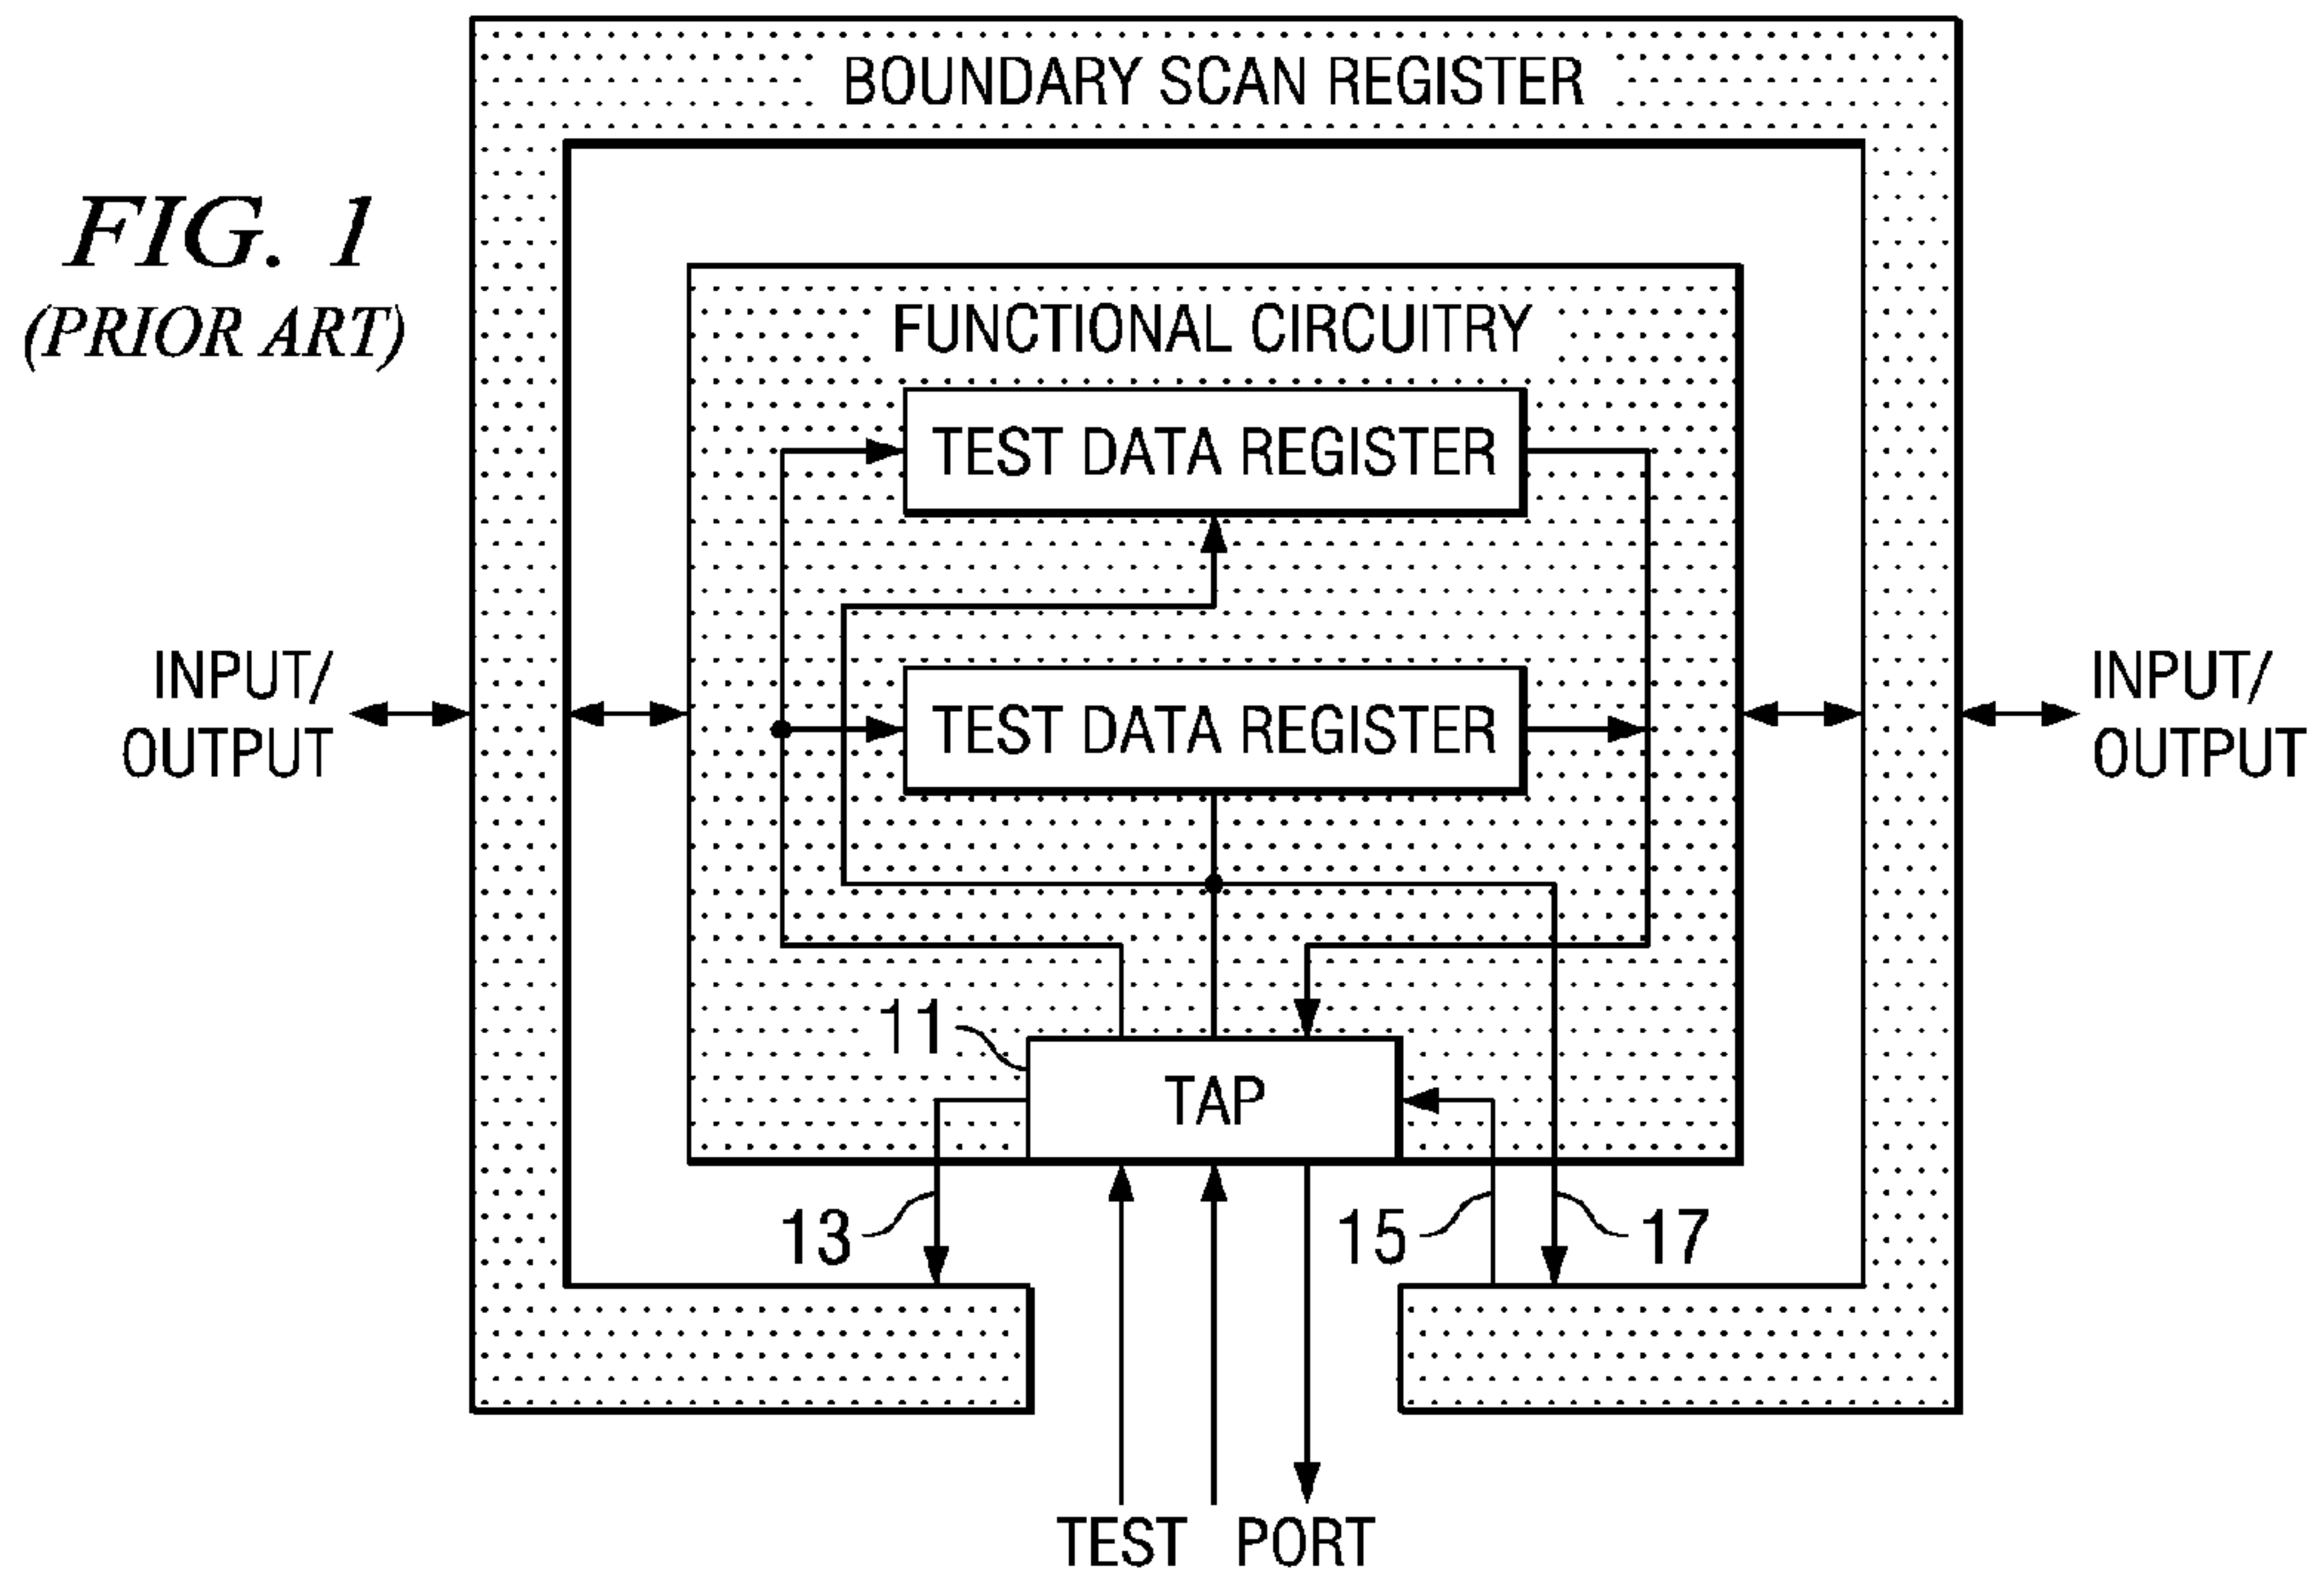 BOUNDARY SCAN REGISTER
FIG. 1
(PRIOR ART)
FUNCTIONAL CIRCUITRY
TEST DATA REGISTER
INPUT/
OUTPUT
TEST DATA REGISTER
INPUT/
OUTPUT
11
TAP
13
15
17
TEST PORT